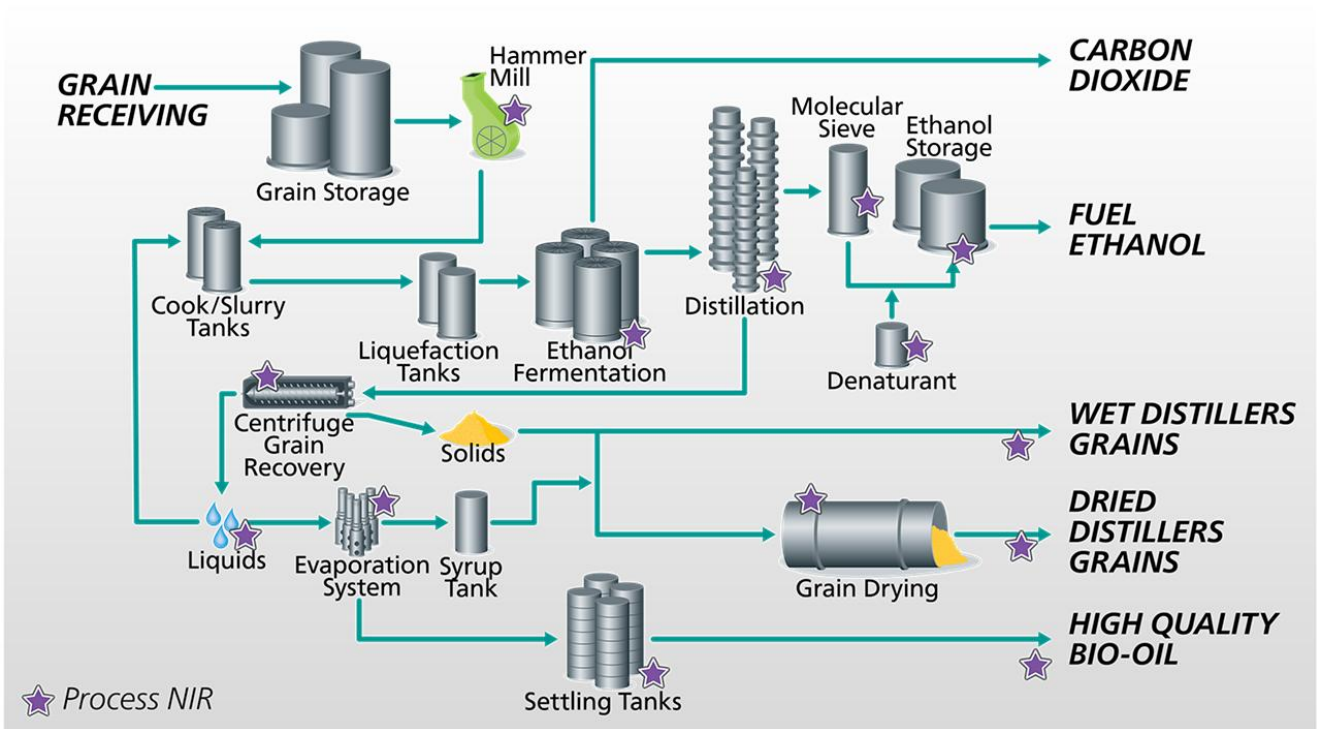 GRAIN
RECEIVING
Grain Storage
Hammer
Mill
CARBON
DIOXIDE
Molecular
Sieve
Ethanol
Storage
FUEL
ETHANOL
Cook/Slurry
Tanks
Liquefaction
Tanks
Ethanol
Fermentation
Distillation
Denaturant
Centrifuge
Grain
Recovery
Solids
WET DISTILLERS
GRAINS
Liquids
Evaporation
System
Syrup
Tank
Grain Drying
DRIED
DISTILLERS
GRAINS
Settling Tanks
HIGH QUALITY
BIO-OIL
Process NIR